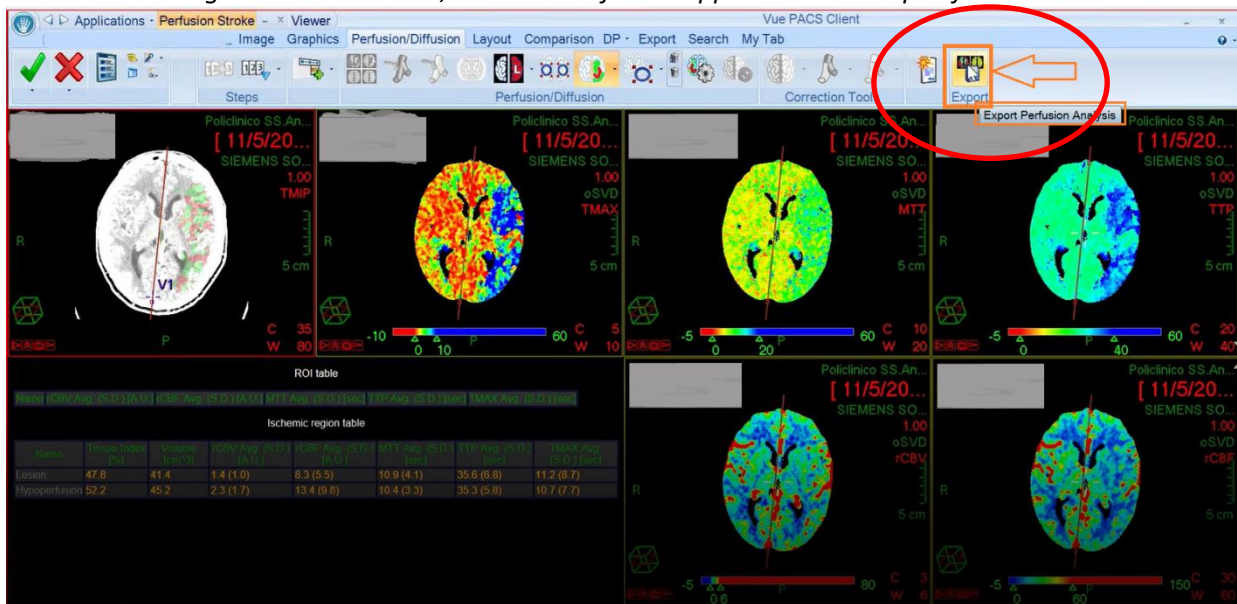 Applications - Perfusion Stroke - × Viewer
Vue PACS Client
Image Graphics Perfusion/Diffusion Layout Comparison DP - Export Search My Tab
Steps
Perfusion/Diffusion
Correction Tool
Export
Export Perfusion Analysis
Policlinico SS.An...
[ 11/5/20...
SIEMENS SO...
1.00
TMIP
R
5 cm
V1
P
C 35
W 80
Policlinico SS.An...
[ 11/5/20...
SIEMENS SO...
1.00
oSVD
TMAX
R
5 cm
-10 0 10 60
C 5
W 10
Policlinico SS.An...
[ 11/5/20...
SIEMENS SO...
1.00
oSVD
MTT
R
5 cm
-5 0 20 P 60
C 10
W 20
Policlinico SS.An...
[ 11/5/20...
SIEMENS SO...
1.00
oSVD
TTP
R
5 cm
-5 0 P 40 60
C 20
W 40
ROI table
Name rCBV Avg. (S.D.) [A.U.] rCBF Avg. (S.D.) [A.U.] MTT Avg. (S.D.) [sec] TTP Avg. (S.D.) [sec] TMAX Avg. (S.D.) [sec]
Ischemic region table
Name Tissue Index [%] Volume [cm^3] rCBV Avg. (S.D.) [A.U.] rCBF Avg. (S.D.) [A.U.] MTT Avg. (S.D.) [sec] TTP Avg. (S.D.) [sec] TMAX Avg. (S.D.) [sec]
Lesion 47.8 41.4 1.4 (1.0) 8.3 (5.5) 10.9 (4.1) 35.6 (6.8) 11.2 (8.7)
Hypoperfusion 52.2 45.2 2.3 (1.7) 13.4 (9.8) 10.4 (3.3) 35.3 (5.8) 10.7 (7.7)
Policlinico SS.An...
[ 11/5/20...
SIEMENS SO...
1.00
oSVD
rCBV
R
5 cm
-5 0 6 P 80
C 3
W 6
Policlinico SS.An...
[ 11/5/20...
SIEMENS SO...
1.00
oSVD
rCBF
R
5 cm
-5 0 60 P 150
C 30
W 60